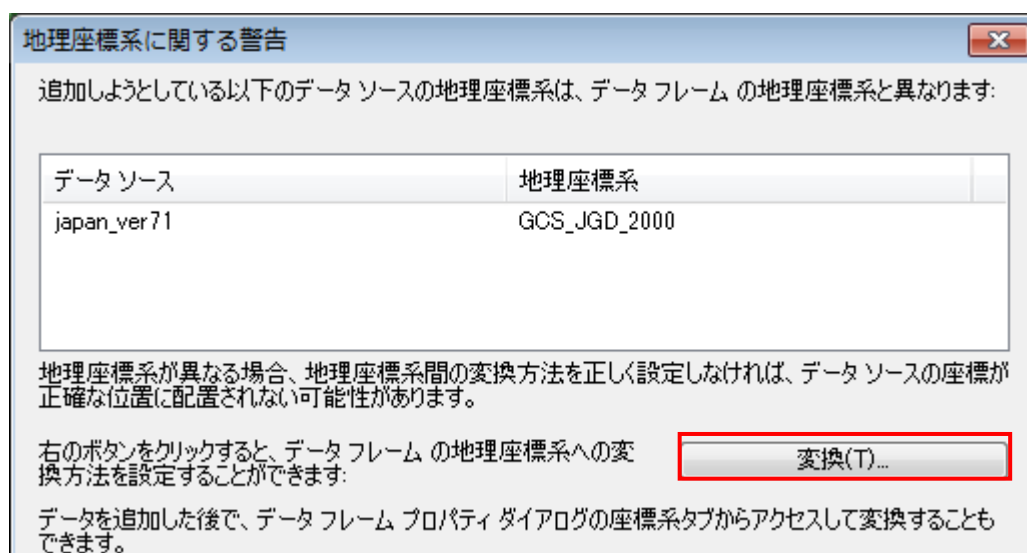 地理座標系に関する警告
追加しようとしている以下のデータ ソースの地理座標系は、データ フレーム の地理座標系と異なります:
データ ソース 地理座標系
japan_ver71 GCS_JGD_2000
地理座標系が異なる場合、地理座標系間の変換方法を正しく設定しなければ、データ ソースの座標が
正確な位置に配置されない可能性があります。
右のボタンをクリックすると、データ フレーム の地理座標系への変
換方法を設定することができます:
変換(T)...
データを追加した後で、データ フレーム プロパティ ダイアログの座標系タブからアクセスして変換することも
できます。